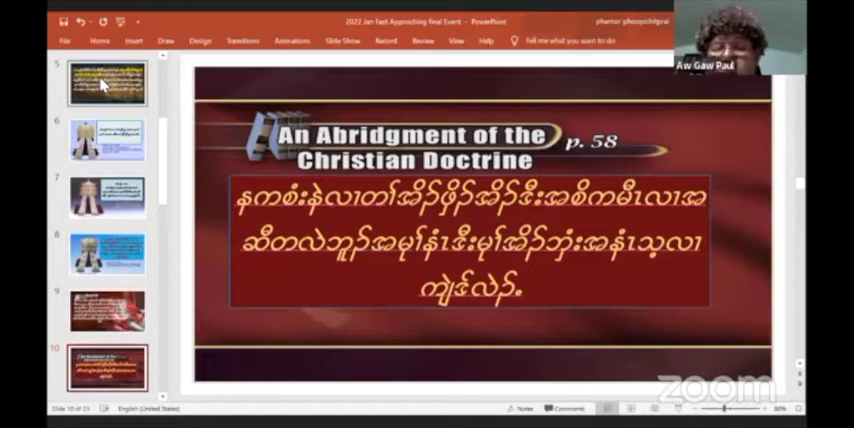 2022 Jan Fast Approching final Event - PowerPoint
phamor phoopichitprai
File Home Insert Draw Design Transitions Animations Slide Show Record Review View Help Tell me what you want to do
Aw Gaw Paul
5
6
7
8
9
10
An Abridgment of the
Christian Doctrine
p. 58
နကစံးနဲလၢတၢ်အိၣ်ဖှိၣ်အိၣ်ဒီးအစိကမီၤလၢအ
ဆီတလဲဘူၣ်အမုၢ်နံၤဒီးမုၢ်အိၣ်ဘှံးအနံၤသ့လၢ
ကျဲဒ်လဲၣ်.
zoom
Slide 10 of 23 English (United States) Notes Comments 80%